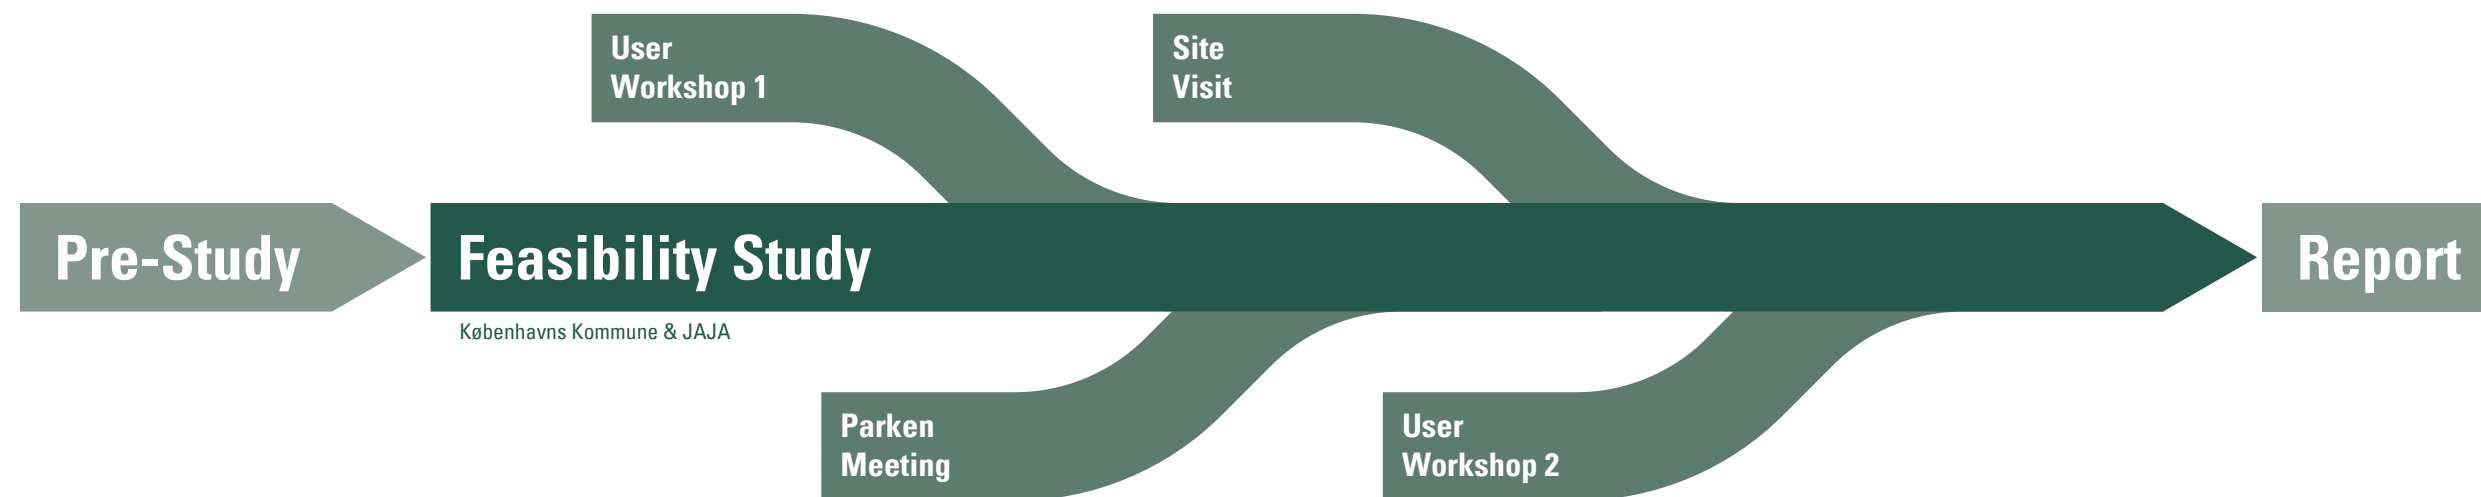 User
Workshop 1
Site
Visit
Pre-Study
Feasibility Study
Report
Københavns Kommune & JAJA
Parken
Meeting
User
Workshop 2